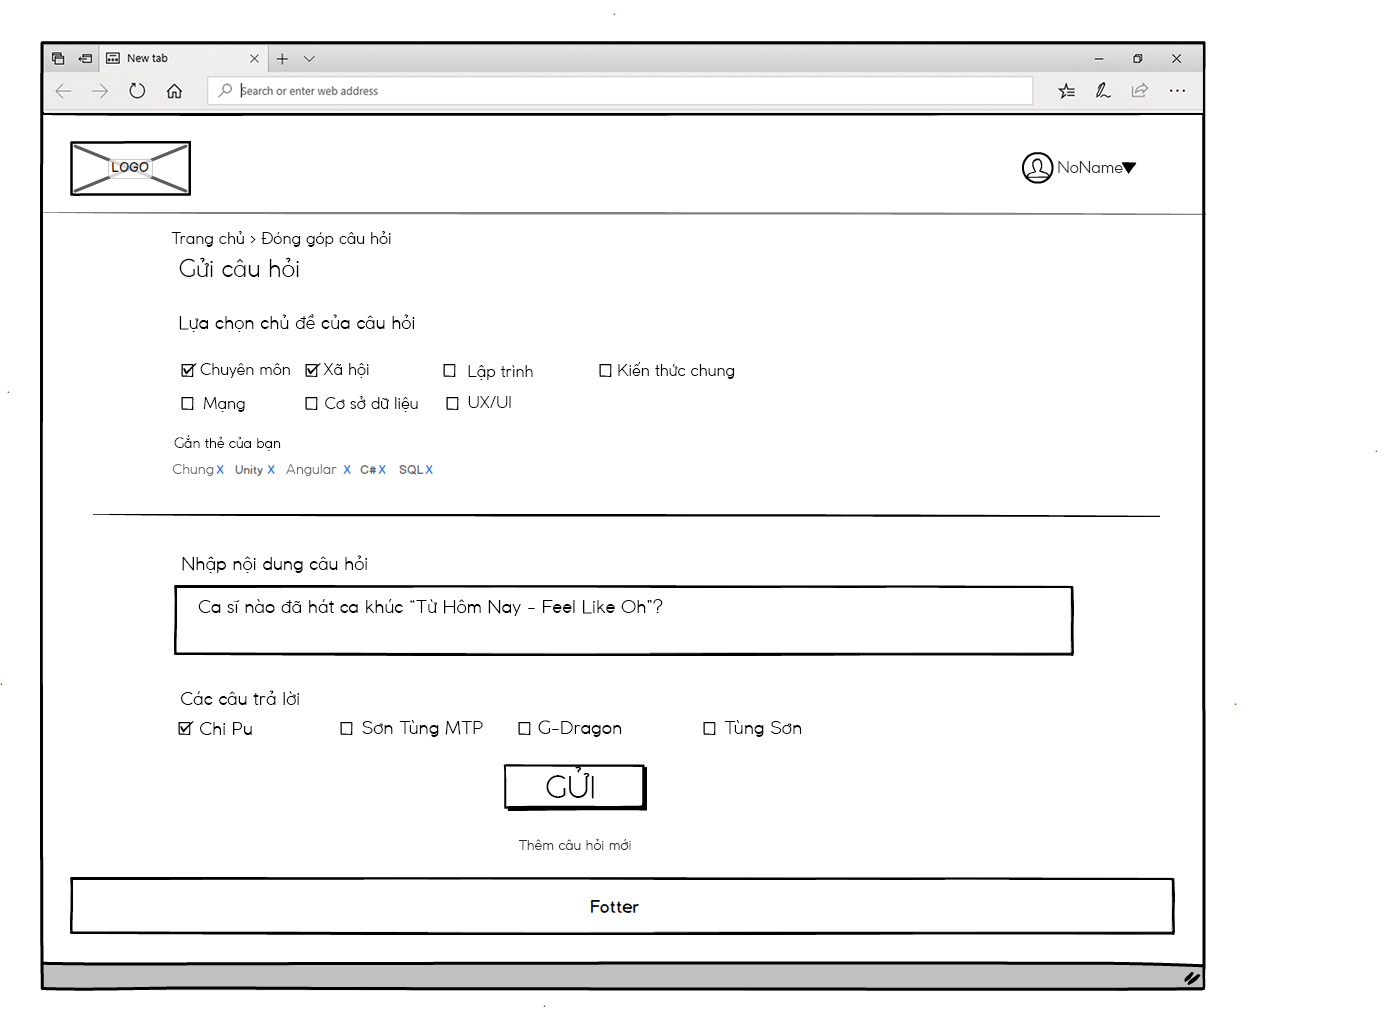 New tab
Search or enter web address
LOGO
NoName
Trang chủ > Đóng góp câu hỏi
Gửi câu hỏi
Lựa chọn chủ đề của câu hỏi
Chuyên môn Xã hội Lập trình Kiến thức chung
Mạng Cơ sở dữ liệu UX/UI
Gắn thẻ của bạn
Chung X Unity X Angular X C# X SQL X
Nhập nội dung câu hỏi
Ca sĩ nào đã hát ca khúc "Từ Hôm Nay - Feel Like Oh"?
Các câu trả lời
Chi Pu Sơn Tùng MTP G-Dragon Tùng Sơn
GỬI
Thêm câu hỏi mới
Fotter